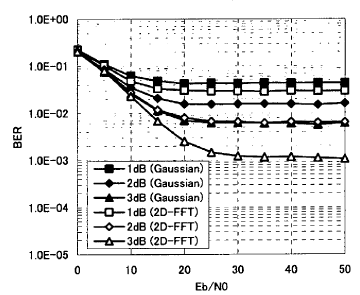 1.0E+00
1.0E-01
1.0E-02
1.0E-03
1.0E-04
1.0E-05
BER
1dB (Gaussian)
2dB (Gaussian)
3dB (Gaussian)
1dB (2D-FFT)
2dB (2D-FFT)
3dB (2D-FFT)
0 10 20 30 40 50
Eb/N0